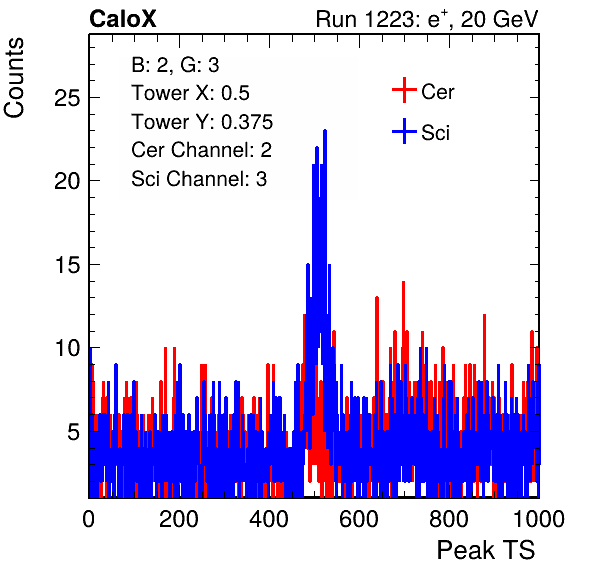 CaloX Run 1223: e⁺, 20 GeV
B: 2, G: 3
Tower X: 0.5
Tower Y: 0.375
Cer Channel: 2
Sci Channel: 3
Cer
Sci
Counts
25
20
15
10
5
0 200 400 600 800 1000
Peak TS